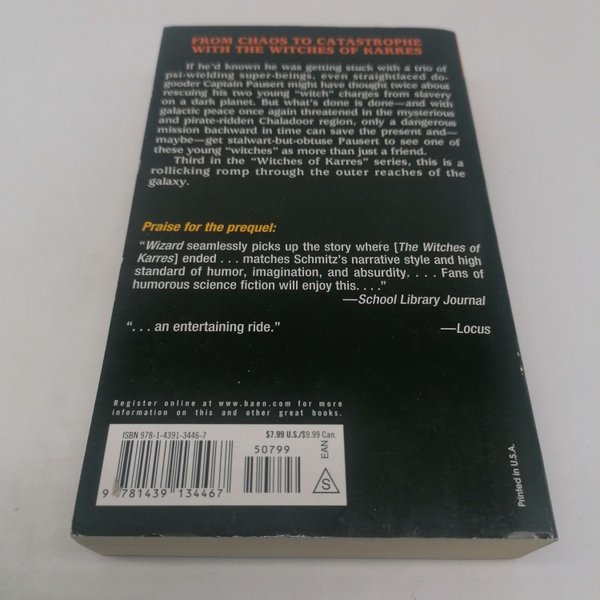 FROM CHAOS TO CATASTROPHE
WITH THE WITCHES OF KARRES
If he'd known he was getting stuck with a trio of
psi-wielding super-beings, even straightlaced do-
gooder Captain Pausert might have thought twice about
rescuing his two young "witch" charges from slavery
on a dark planet. But what's done is done—and with
galactic peace once again threatened in the mysterious
and pirate-ridden Chaladoor region, only a dangerous
mission backward in time can save the present and—
maybe—get stalwart-but-obtuse Pausert to see one of
these young "witches" as more than just a friend.
Third in the "Witches of Karres" series, this is a
rollicking romp through the outer reaches of the
galaxy.
Praise for the prequel:
"Wizard seamlessly picks up the story where [The Witches of
Karres] ended . . . matches Schmitz's narrative style and high
standard of humor, imagination, and absurdity. . . . Fans of
humorous science fiction will enjoy this. . . ."
—School Library Journal
". . . an entertaining ride." —Locus
Register online at www.baen.com for more
information on this and other great books.
ISBN 978-1-4391-3446-7 $7.99 U.S./$9.99 Can.
50799
EAN
S
9 781439 134467
Printed in U.S.A.